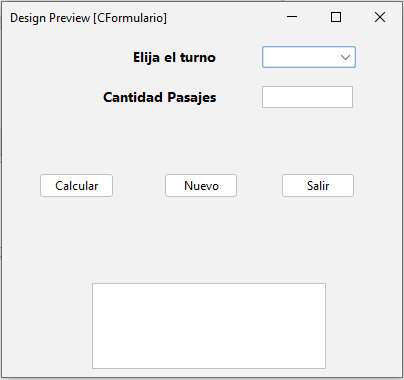 Design Preview [CFormulario]
Elija el turno
Cantidad Pasajes
Calcular Nuevo Salir